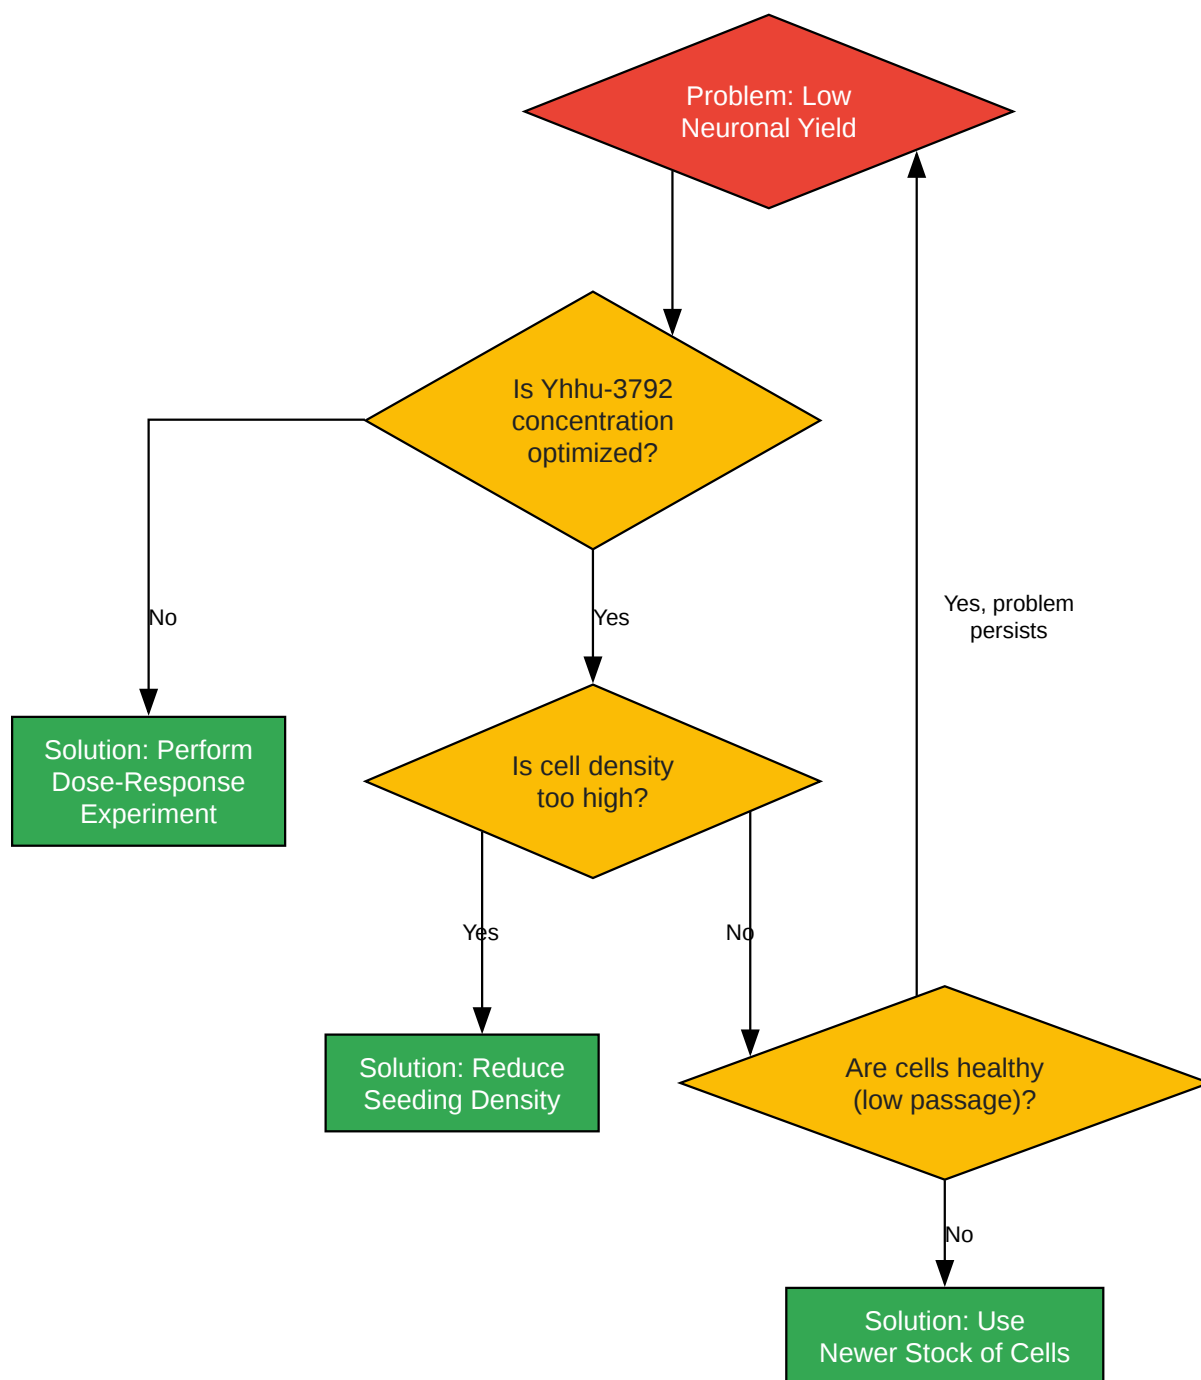 Problem: Low
Neuronal Yield
Is Yhhu-3792
concentration
optimized?
No
Yes
Yes, problem
persists
Solution: Perform
Dose-Response
Experiment
Is cell density
too high?
Yes
No
Solution: Reduce
Seeding Density
Are cells healthy
(low passage)?
No
Solution: Use
Newer Stock of Cells